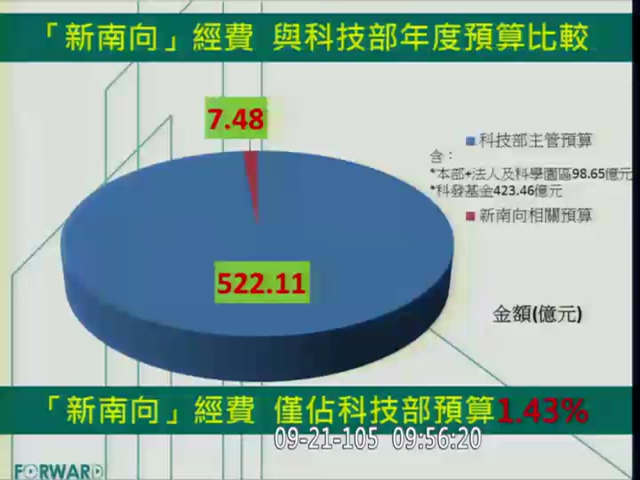 「新南向」經費 與科技部年度預算比較
7.48
科技部主管預算
含：
*本部+法人及科學園區98.65億元
*科發基金423.46億元
新南向相關預算
522.11
金額(億元)
「新南向」經費 僅佔科技部預算1.43%
09-21-105 09:56:20
FORWARD